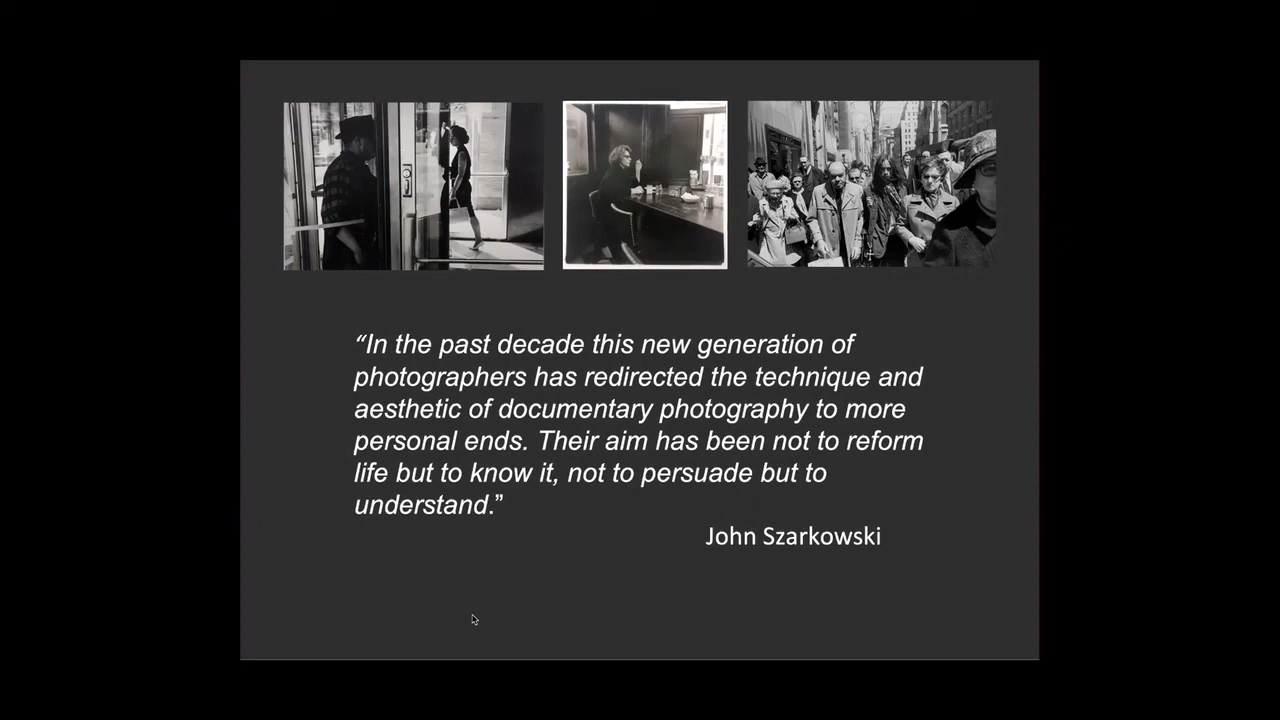 “In the past decade this new generation of
photographers has redirected the technique and
aesthetic of documentary photography to more
personal ends. Their aim has been not to reform
life but to know it, not to persuade but to
understand.”
John Szarkowski